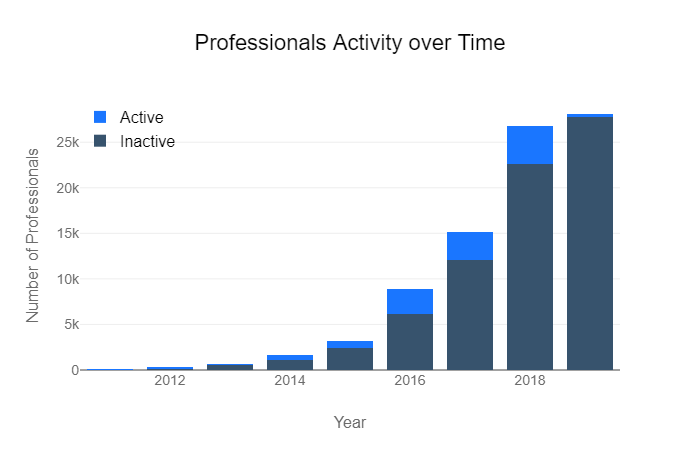 Professionals Activity over Time
Active
Inactive
Number of Professionals
25k
20k
15k
10k
5k
0
2012 2014 2016 2018
Year